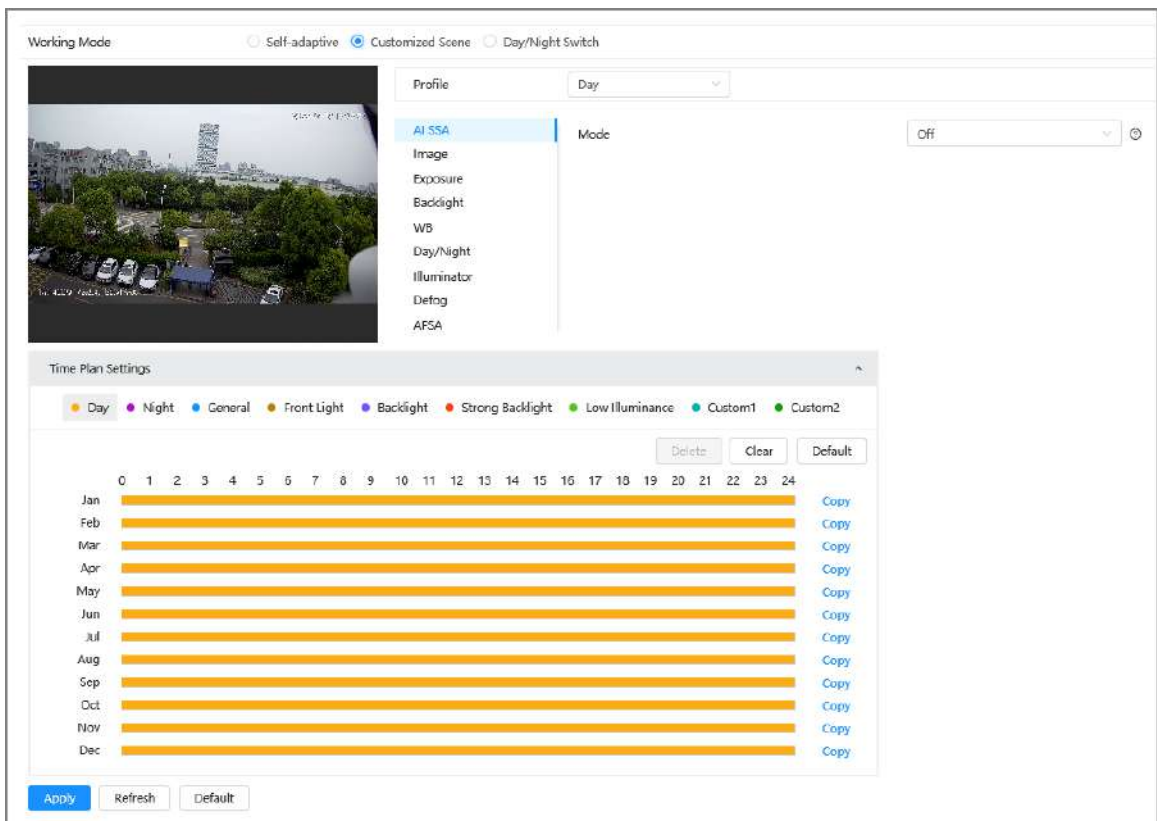 Working Mode Self-adaptive Customized Scene Day/Night Switch
Profile Day
AI SSA Mode Off
Image
Exposure
Backlight
WB
Day/Night
Illuminator
Defog
AFSA
Time Plan Settings
Day Night General Front Light Backlight Strong Backlight Low Illuminance Custom1 Custom2
Delete Clear Default
0 1 2 3 4 5 6 7 8 9 10 11 12 13 14 15 16 17 18 19 20 21 22 23 24
Jan Copy
Feb Copy
Mar Copy
Apr Copy
May Copy
Jun Copy
Jul Copy
Aug Copy
Sep Copy
Oct Copy
Nov Copy
Dec Copy
Apply Refresh Default